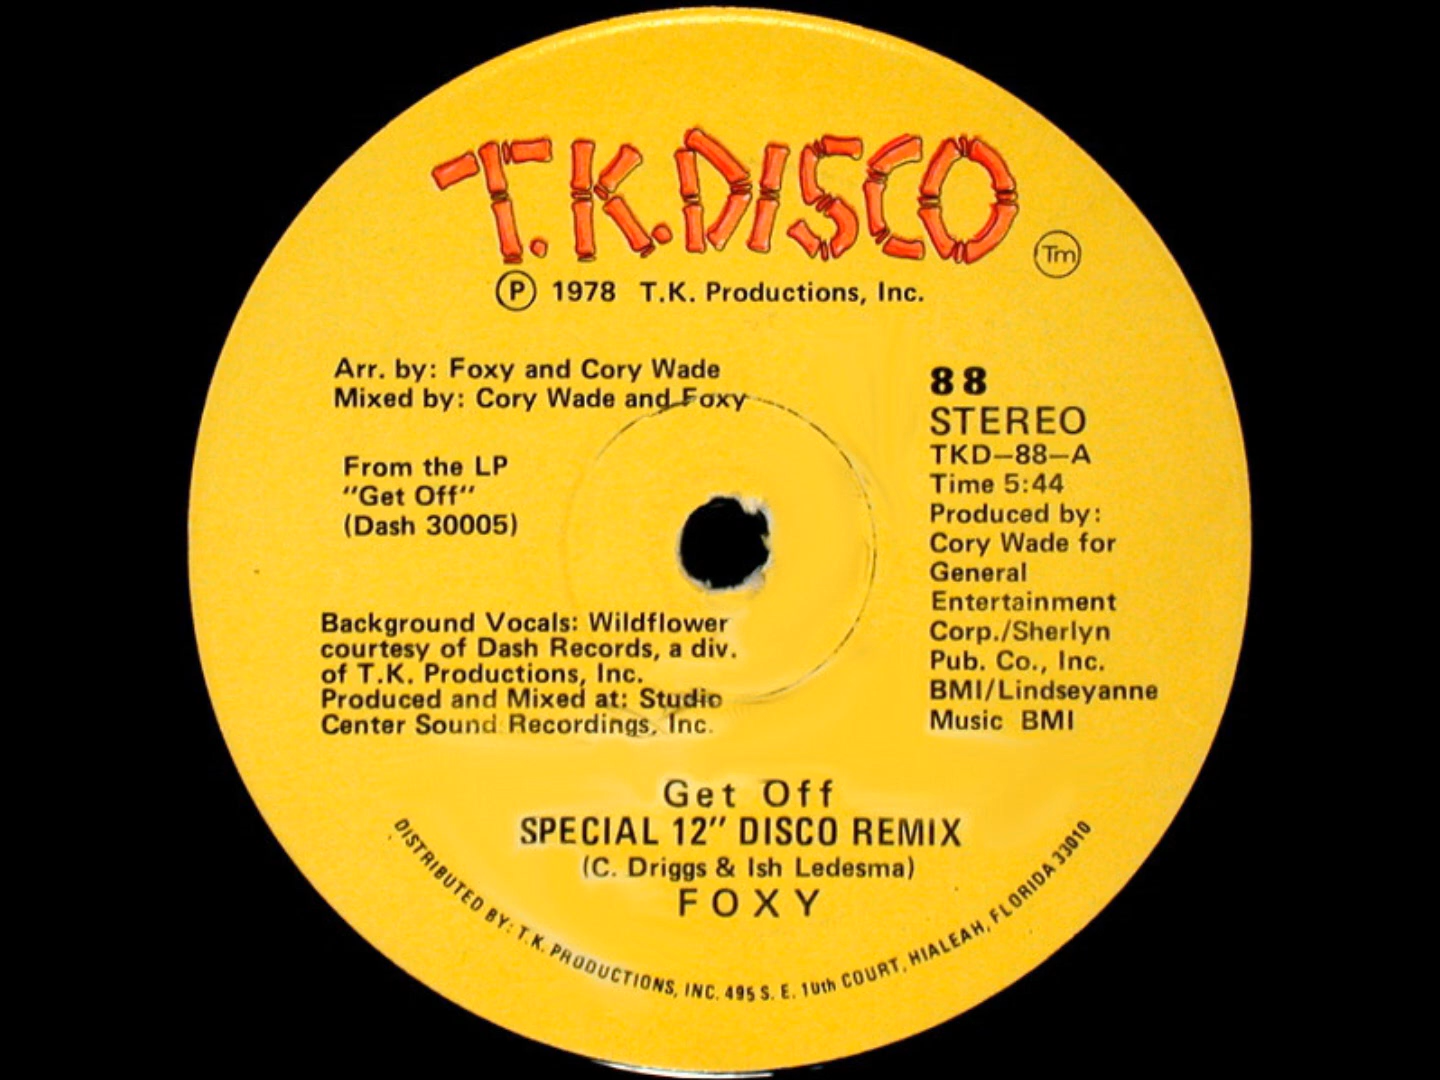 T.K.DISCO
Tm
Ⓟ 1978 T.K. Productions, Inc.
Arr. by: Foxy and Cory Wade
Mixed by: Cory Wade and Foxy
From the LP
"Get Off"
(Dash 30005)
Background Vocals: Wildflower
courtesy of Dash Records, a div.
of T.K. Productions, Inc.
Produced and Mixed at: Studio
Center Sound Recordings, Inc.
88
STEREO
TKD–88–A
Time 5:44
Produced by:
Cory Wade for
General
Entertainment
Corp./Sherlyn
Pub. Co., Inc.
BMI/Lindseyanne
Music BMI
Get Off
SPECIAL 12" DISCO REMIX
(C. Driggs & Ish Ledesma)
FOXY
DISTRIBUTED BY: T.K. PRODUCTIONS, INC. 495 S. E. 10th COURT, HIALEAH, FLORIDA 33010